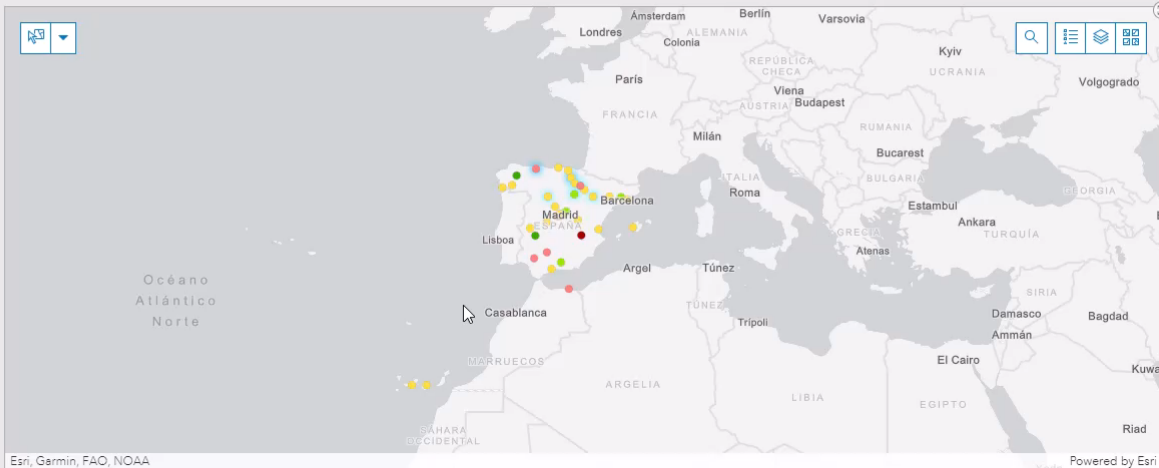 Ámsterdam
Berlín
Varsovia
Londres
ALEMANIA
Colonia
Kyiv
REPÚBLICA
CHECA
UCRANIA
París
Volgogrado
Viena
AUSTRIA
Budapest
FRANCIA
RUMANIA
Milán
Bucarest
ITALIA
BULGARIA
GEORGIA
Roma
Barcelona
Estambul
Madrid
ESPAÑA
Ankara
GRECIA
TURQUÍA
Lisboa
Atenas
Argel
Túnez
Océano
Atlántico
Norte
SIRIA
TÚNEZ
Casablanca
Damasco
Bagdad
Trípoli
Ammán
MARRUECOS
El Cairo
ARGELIA
LIBIA
EGIPTO
SÁHARA
OCCIDENTAL
Riad
Esri, Garmin, FAO, NOAA
Powered by Esri